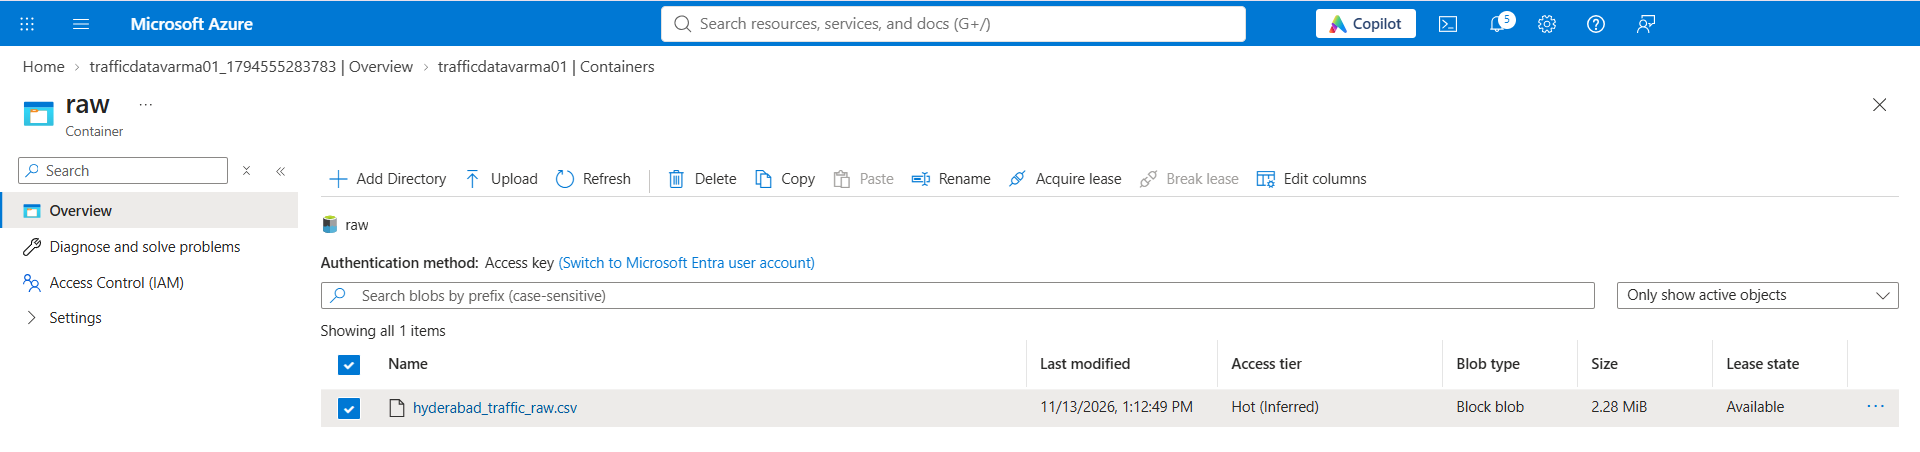 Microsoft Azure
Search resources, services, and docs (G+/)
Copilot
5
Home > trafficdatavarma01_1794555283783 | Overview > trafficdatavarma01 | Containers
raw ...
Container
Search
Overview
Diagnose and solve problems
Access Control (IAM)
Settings
Add Directory Upload Refresh Delete Copy Paste Rename Acquire lease Break lease Edit columns
raw
Authentication method: Access key (Switch to Microsoft Entra user account)
Search blobs by prefix (case-sensitive)
Only show active objects
Showing all 1 items
Name Last modified Access tier Blob type Size Lease state
hyderabad_traffic_raw.csv 11/13/2026, 1:12:49 PM Hot (Inferred) Block blob 2.28 MiB Available ...